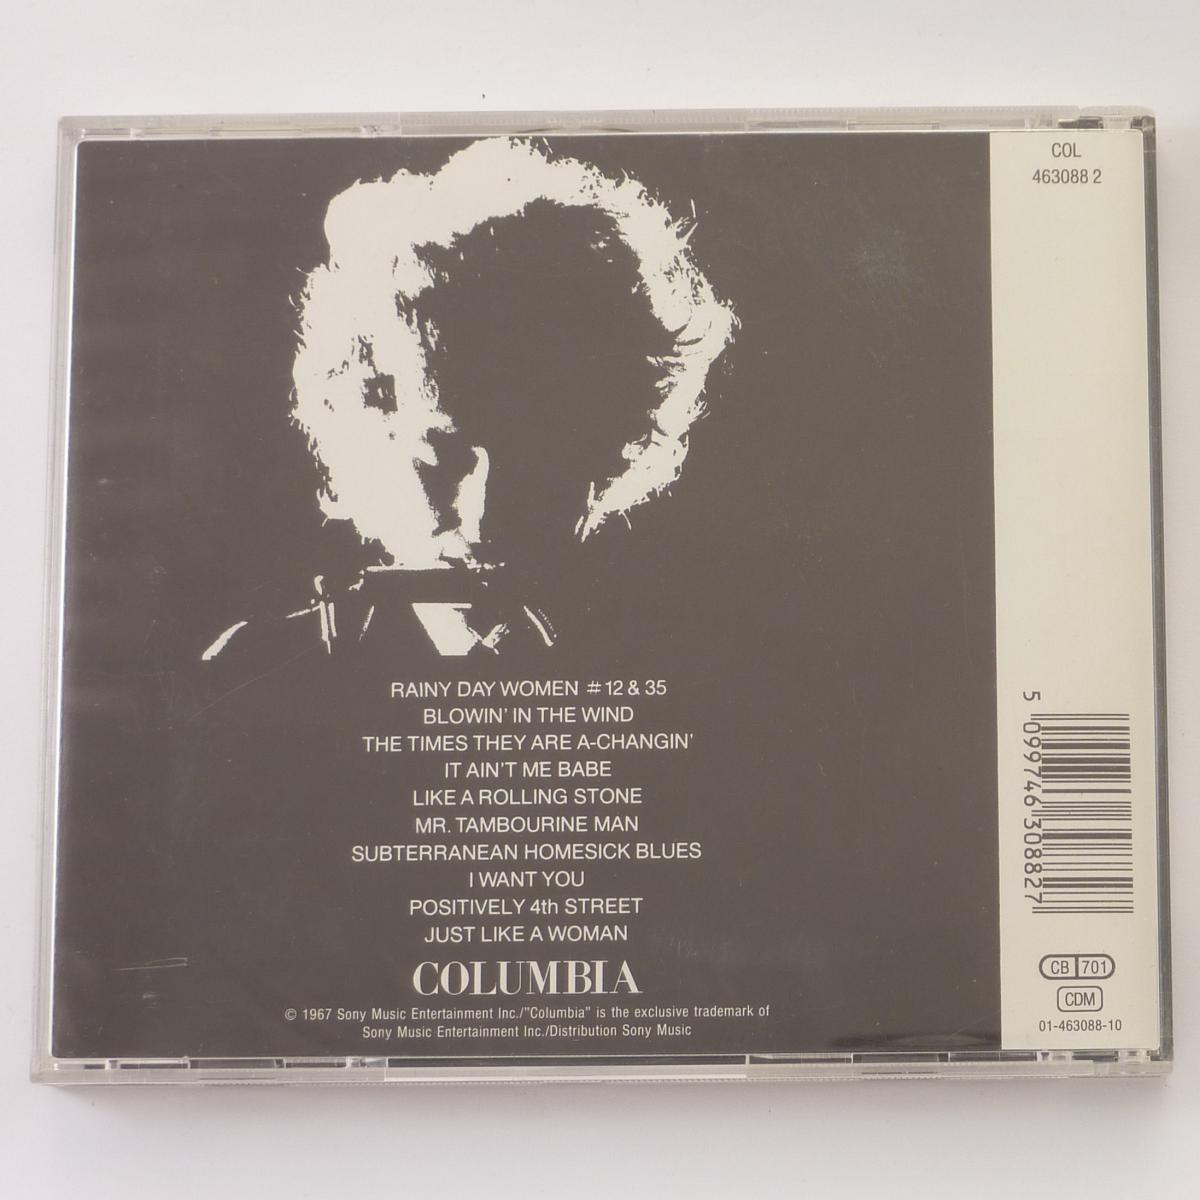 COL
463088 2
RAINY DAY WOMEN #12 & 35
BLOWIN' IN THE WIND
THE TIMES THEY ARE A-CHANGIN'
IT AIN'T ME BABE
LIKE A ROLLING STONE
MR. TAMBOURINE MAN
SUBTERRANEAN HOMESICK BLUES
I WANT YOU
POSITIVELY 4th STREET
JUST LIKE A WOMAN
COLUMBIA
© 1967 Sony Music Entertainment Inc./"Columbia" is the exclusive trademark of
Sony Music Entertainment Inc./Distribution Sony Music
5 099746 308827
CB 701
CDM
01-463088-10